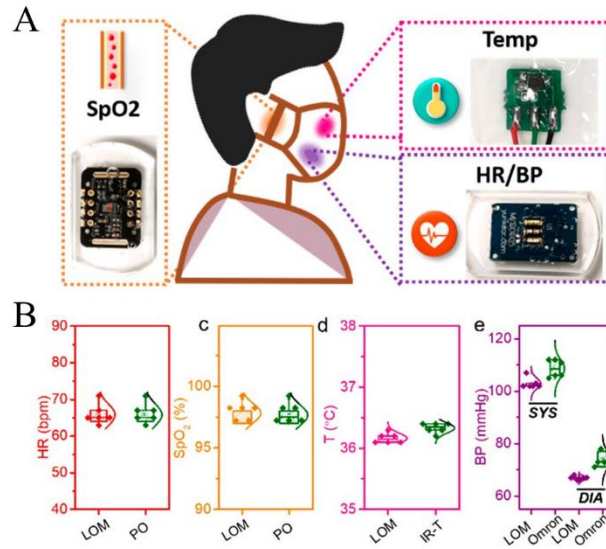 A
SpO2
Temp
HR/BP
B
HR (bpm)
90
80
70
60
50
40
LOM
PO
c
SpO₂ (%)
100
95
90
LOM
PO
d
T (°C)
38
37
36
35
LOM
IR-T
e
BP (mmHg)
120
100
80
60
SYS
DIA
LOM
Omron
LOM
Omron